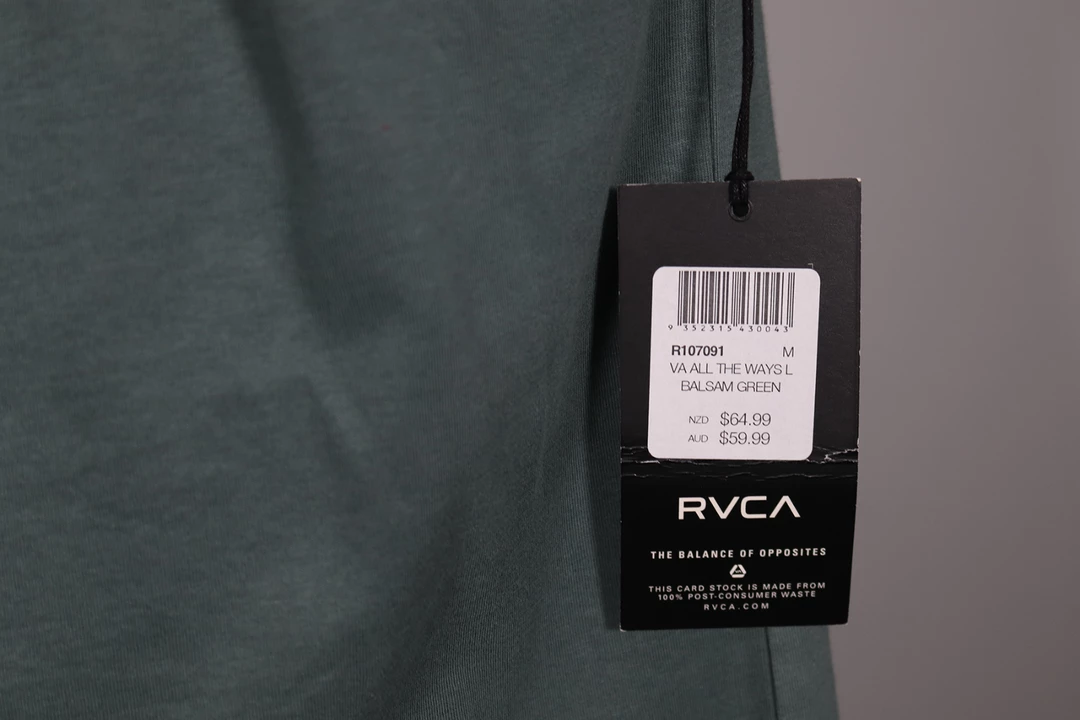 9 352315 430043
R107091 M
VA ALL THE WAYS L
BALSAM GREEN
NZD $64.99
AUD $59.99
RVCA
THE BALANCE OF OPPOSITES
THIS CARD STOCK IS MADE FROM
100% POST-CONSUMER WASTE
RVCA.COM